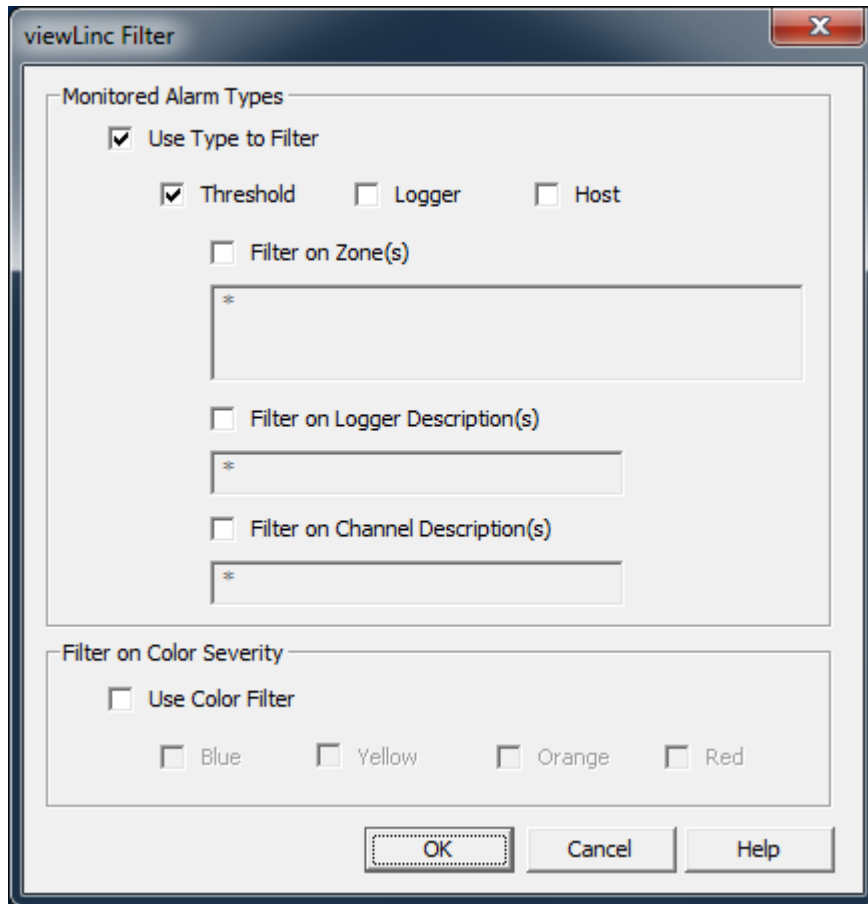 viewLinc Filter
Monitored Alarm Types
Use Type to Filter
Threshold Logger Host
Filter on Zone(s)
*
Filter on Logger Description(s)
*
Filter on Channel Description(s)
*
Filter on Color Severity
Use Color Filter
Blue Yellow Orange Red
OK Cancel Help